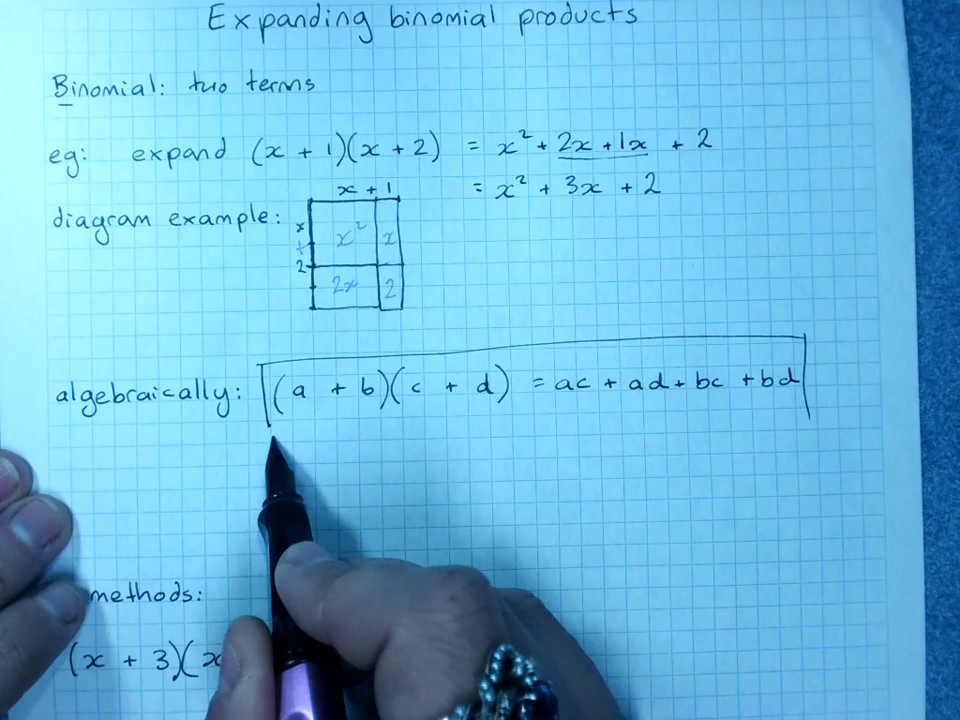 Expanding binomial products
Binomial: two terms
eg: expand (x + 1)(x + 2) = x² + 2x + 1x + 2
= x² + 3x + 2
diagram example:
x + 1
x
+
2
x² x
2x 2
algebraically: (a + b)(c + d) = ac + ad + bc + bd
methods:
(x + 3)(x